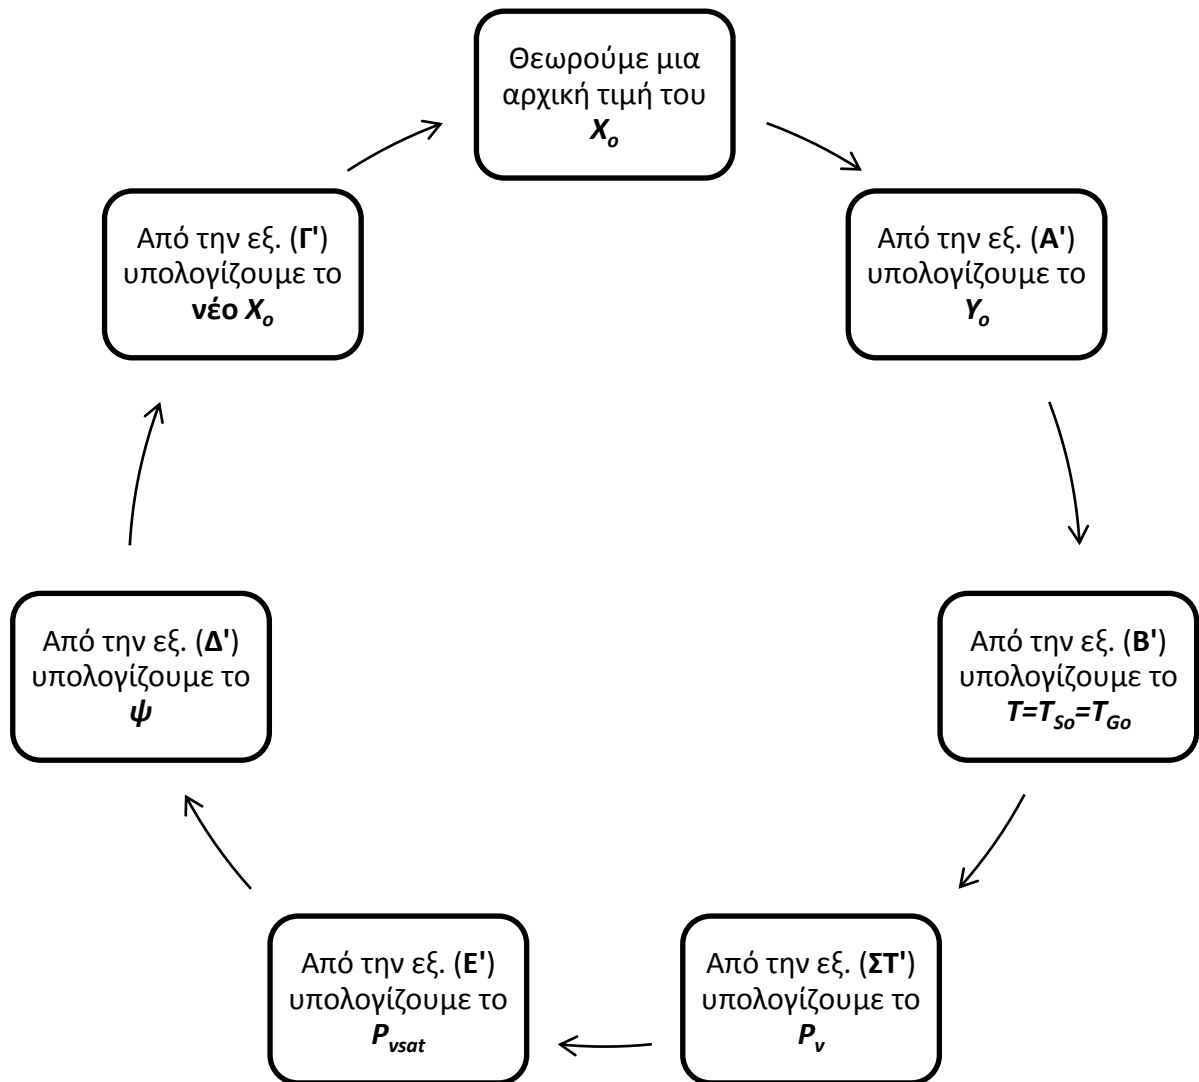 Θεωρούμε μια
αρχική τιμή του
Xo
Από την εξ. (Α')
υπολογίζουμε το
Yo
Από την εξ. (Β')
υπολογίζουμε το
T=TSo=TGo
Από την εξ. (ΣΤ')
υπολογίζουμε το
Pv
Από την εξ. (Ε')
υπολογίζουμε το
Pvsat
Από την εξ. (Δ')
υπολογίζουμε το
ψ
Από την εξ. (Γ')
υπολογίζουμε το
νέο Xo